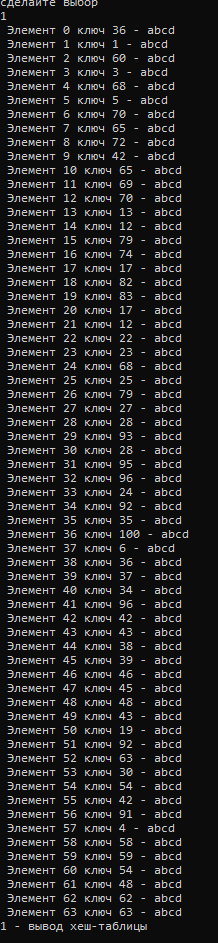 сделайте выбор
1
Элемент 0 ключ 36 - abcd
Элемент 1 ключ 1 - abcd
Элемент 2 ключ 60 - abcd
Элемент 3 ключ 3 - abcd
Элемент 4 ключ 68 - abcd
Элемент 5 ключ 5 - abcd
Элемент 6 ключ 70 - abcd
Элемент 7 ключ 65 - abcd
Элемент 8 ключ 72 - abcd
Элемент 9 ключ 42 - abcd
Элемент 10 ключ 65 - abcd
Элемент 11 ключ 69 - abcd
Элемент 12 ключ 70 - abcd
Элемент 13 ключ 13 - abcd
Элемент 14 ключ 12 - abcd
Элемент 15 ключ 79 - abcd
Элемент 16 ключ 74 - abcd
Элемент 17 ключ 17 - abcd
Элемент 18 ключ 82 - abcd
Элемент 19 ключ 83 - abcd
Элемент 20 ключ 17 - abcd
Элемент 21 ключ 12 - abcd
Элемент 22 ключ 22 - abcd
Элемент 23 ключ 23 - abcd
Элемент 24 ключ 68 - abcd
Элемент 25 ключ 25 - abcd
Элемент 26 ключ 79 - abcd
Элемент 27 ключ 27 - abcd
Элемент 28 ключ 28 - abcd
Элемент 29 ключ 93 - abcd
Элемент 30 ключ 28 - abcd
Элемент 31 ключ 95 - abcd
Элемент 32 ключ 96 - abcd
Элемент 33 ключ 24 - abcd
Элемент 34 ключ 92 - abcd
Элемент 35 ключ 35 - abcd
Элемент 36 ключ 100 - abcd
Элемент 37 ключ 6 - abcd
Элемент 38 ключ 36 - abcd
Элемент 39 ключ 37 - abcd
Элемент 40 ключ 34 - abcd
Элемент 41 ключ 96 - abcd
Элемент 42 ключ 42 - abcd
Элемент 43 ключ 43 - abcd
Элемент 44 ключ 38 - abcd
Элемент 45 ключ 39 - abcd
Элемент 46 ключ 46 - abcd
Элемент 47 ключ 45 - abcd
Элемент 48 ключ 48 - abcd
Элемент 49 ключ 43 - abcd
Элемент 50 ключ 19 - abcd
Элемент 51 ключ 92 - abcd
Элемент 52 ключ 63 - abcd
Элемент 53 ключ 30 - abcd
Элемент 54 ключ 54 - abcd
Элемент 55 ключ 42 - abcd
Элемент 56 ключ 91 - abcd
Элемент 57 ключ 4 - abcd
Элемент 58 ключ 58 - abcd
Элемент 59 ключ 59 - abcd
Элемент 60 ключ 54 - abcd
Элемент 61 ключ 48 - abcd
Элемент 62 ключ 62 - abcd
Элемент 63 ключ 63 - abcd
1 - вывод хеш-таблицы